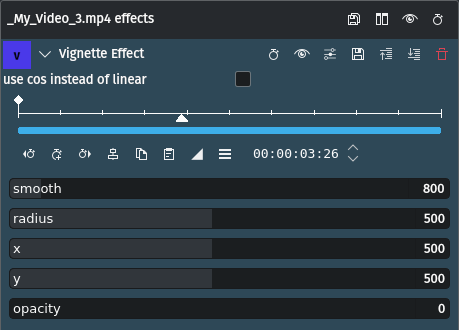 _My_Video_3.mp4 effects
v Vignette Effect
use cos instead of linear
00:00:03:26
smooth 800
radius 500
x 500
y 500
opacity 0